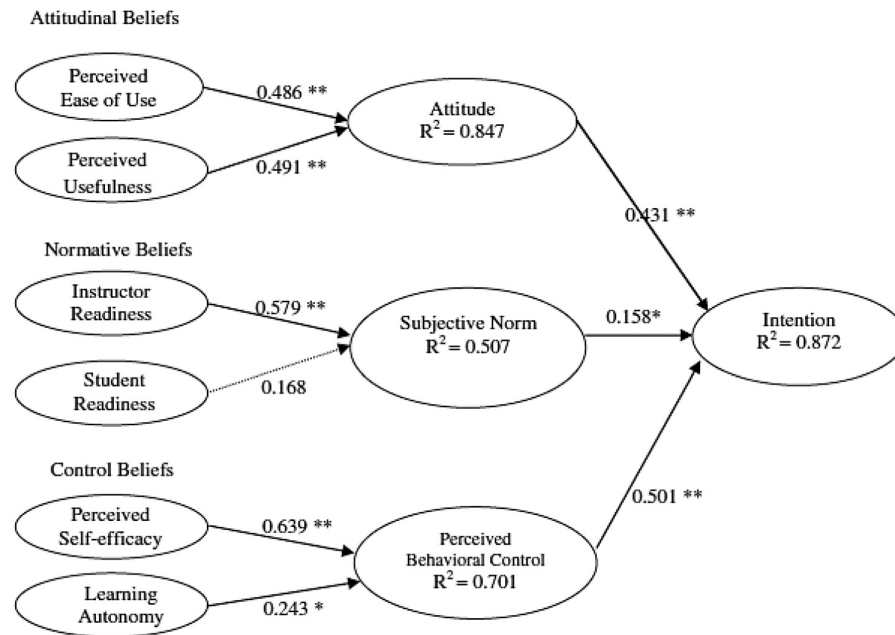 Attitudinal Beliefs
Perceived
Ease of Use
0.486 **
Attitude
R² = 0.847
Perceived
Usefulness
0.491 **
0.431 **
Normative Beliefs
Instructor
Readiness
0.579 **
Subjective Norm
R² = 0.507
0.158*
Intention
R² = 0.872
Student
Readiness
0.168
Control Beliefs
Perceived
Self-efficacy
0.639 **
0.501 **
Perceived
Behavioral Control
R² = 0.701
Learning
Autonomy
0.243 *